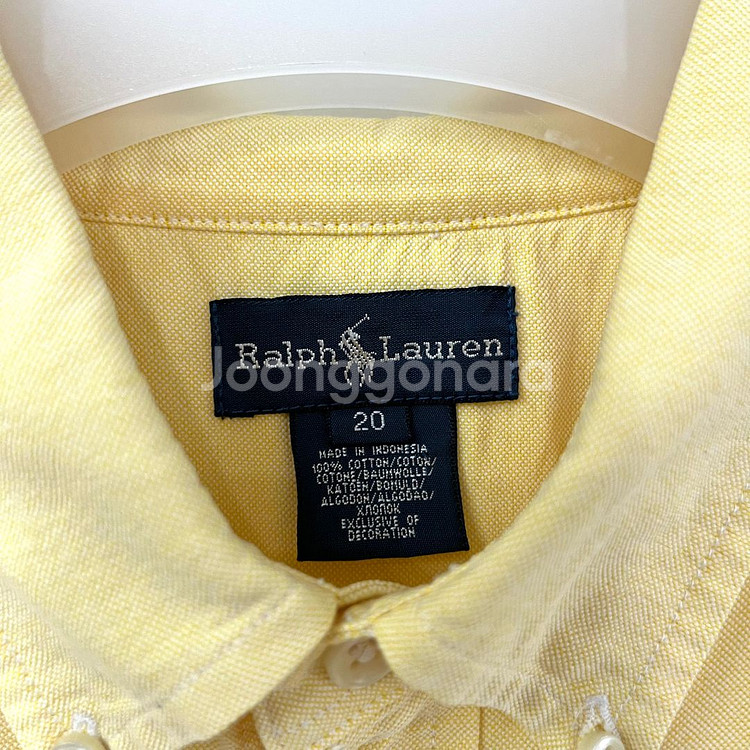 Ralph Lauren
Joonggonara
20
MADE IN INDONESIA
100% COTTON/COTON/
COTONE/BAUMWOLLE/
KATOEN/BOMULD/
ALGODON/ALGODAO/
ХЛОПОК
EXCLUSIVE OF
DECORATION